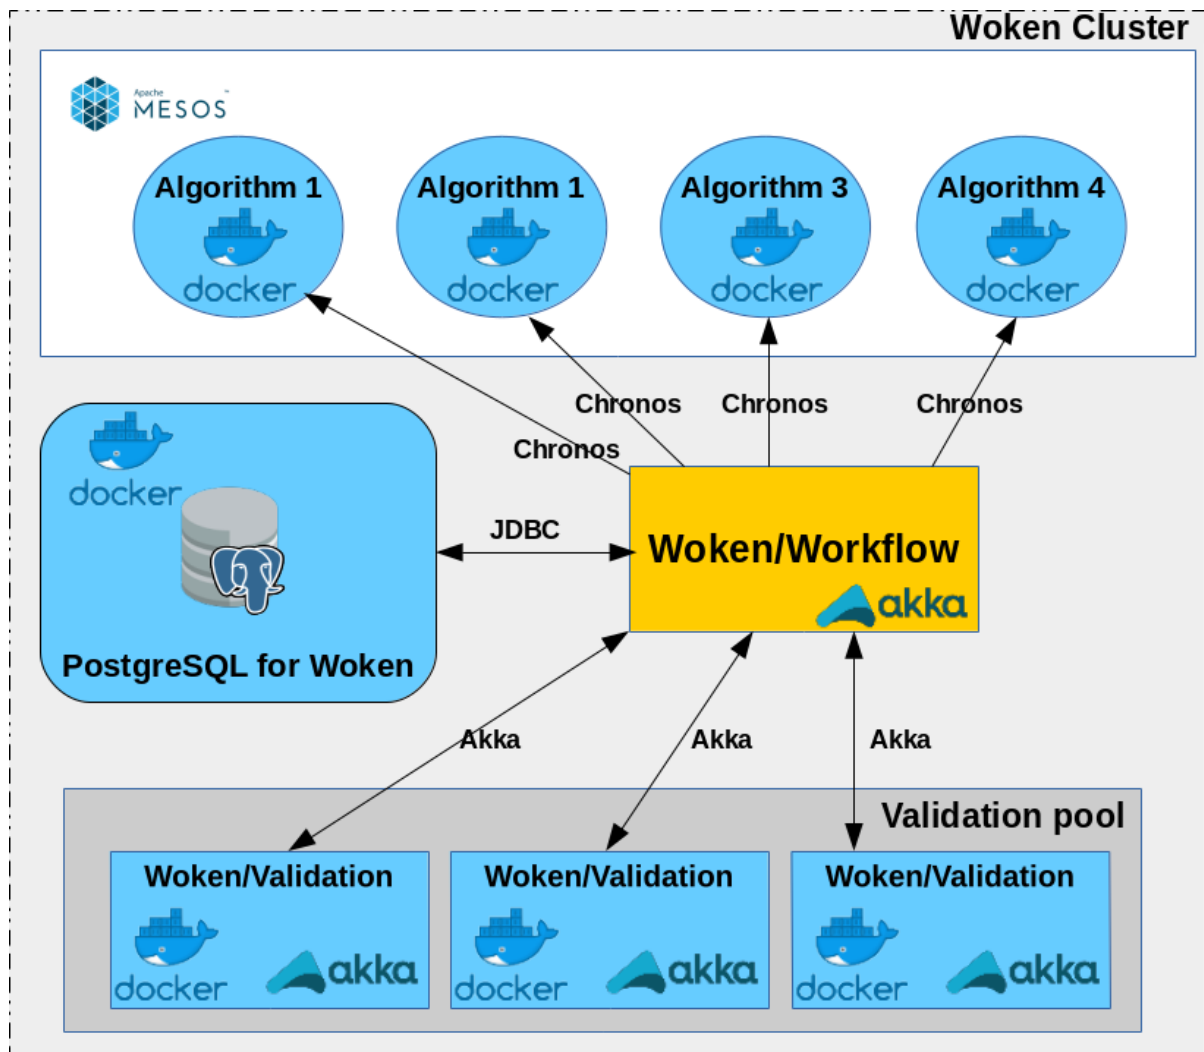 Woken Cluster
Apache
MESOS
Algorithm 1
Algorithm 1
Algorithm 3
Algorithm 4
docker
docker
docker
docker
Chronos
Chronos
Chronos
Chronos
docker
JDBC
Woken/Workflow
akka
PostgreSQL for Woken
Akka
Akka
Akka
Validation pool
Woken/Validation
Woken/Validation
Woken/Validation
docker
akka
docker
akka
docker
akka